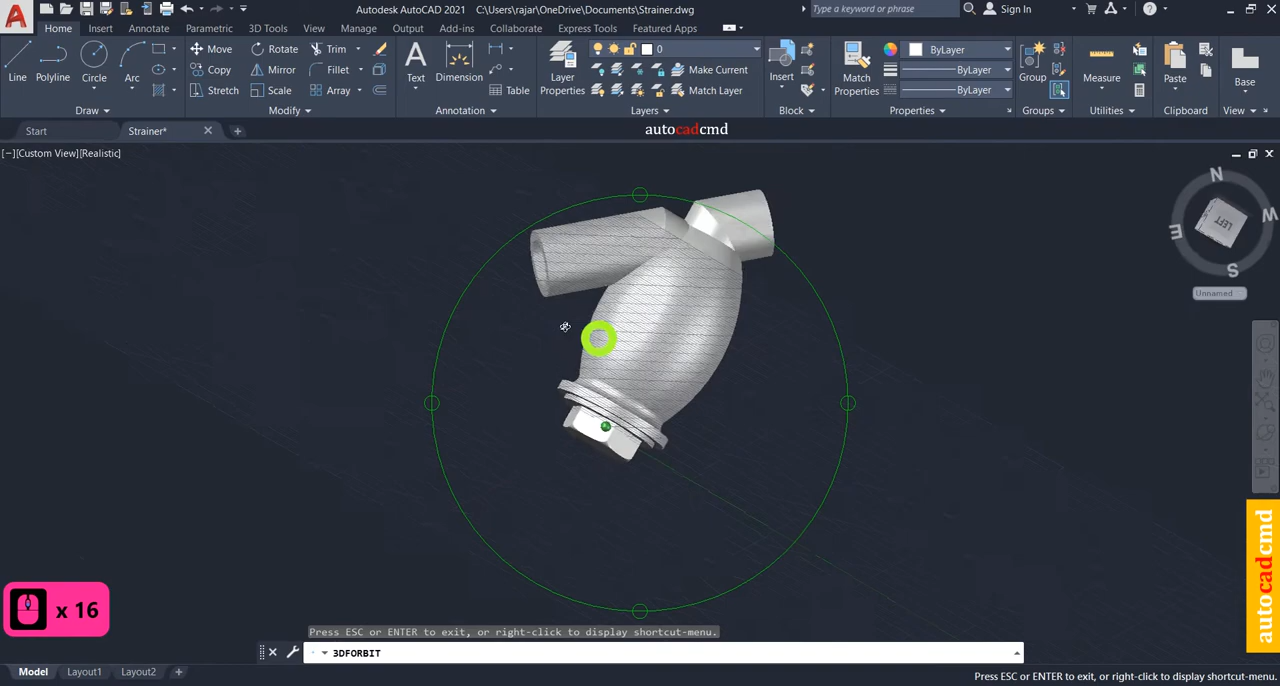 Autodesk AutoCAD 2021 C:\Users\rajar\OneDrive\Documents\Strainer.dwg
Type a keyword or phrase
Sign In
Home Insert Annotate Parametric 3D Tools View Manage Output Add-ins Collaborate Express Tools Featured Apps
Line Polyline Circle Arc
Move Rotate Trim
Copy Mirror Fillet
Stretch Scale Array
Text Dimension Table
Layer Properties
0
Make Current
Match Layer
Insert
Match Properties
ByLayer
ByLayer
ByLayer
Group
Measure
Paste
Base
Draw Modify Annotation Layers Block Properties Groups Utilities Clipboard View
Start Strainer*
autocadcmd
[−][Custom View][Realistic]
N
W
E
S
LEFT
Unnamed
autocadcmd
x 16
Press ESC or ENTER to exit, or right-click to display shortcut-menu.
3DFORBIT
Model Layout1 Layout2
Press ESC or ENTER to exit, or right-click to display shortcut-menu.